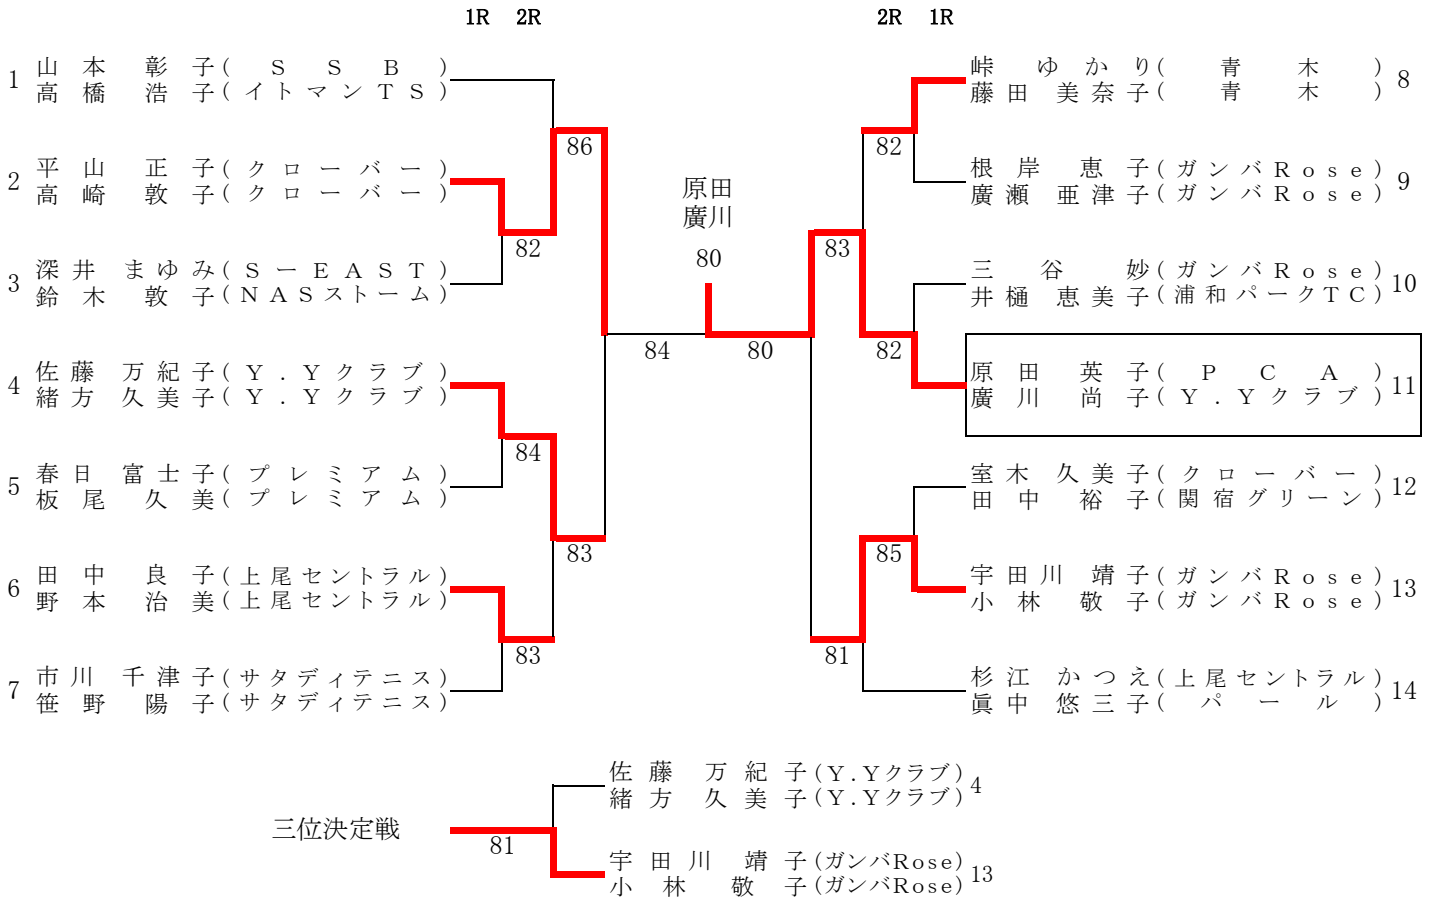 1R 2R
2R 1R
1 山本 彰子(SSB)
高橋 浩子(イトマンTS)
2 平山 正子(クローバー)
高崎 敦子(クローバー)
3 深井 まゆみ(SーEAST)
鈴木 敦子(NASストーム)
4 佐藤 万紀子(Y.Yクラブ)
緒方 久美子(Y.Yクラブ)
5 春日 富士子(プレミアム)
板尾 久美(プレミアム)
6 田中 良子(上尾セントラル)
野本 治美(上尾セントラル)
7 市川 千津子(サタディテニス)
笹野 陽子(サタディテニス)
86
82
84
83
83
84
原田
廣川
80
80
82
83
82
85
81
峠 ゆかり(青木) 8
藤田 美奈子(青木)
根岸 恵子(ガンバRose) 9
廣瀬 亜津子(ガンバRose)
三谷 妙(ガンバRose) 10
井樋 恵美子(浦和パークTC)
原田 英子(PCA) 11
廣川 尚子(Y.Yクラブ)
室木 久美子(クローバー) 12
田中 裕子(関宿グリーン)
宇田川 靖子(ガンバRose) 13
小林 敬子(ガンバRose)
杉江 かつえ(上尾セントラル) 14
眞中 悠三子(パール)
三位決定戦
81
佐藤 万紀子(Y.Yクラブ) 4
緒方 久美子(Y.Yクラブ)
宇田川 靖子(ガンバRose) 13
小林 敬子(ガンバRose)